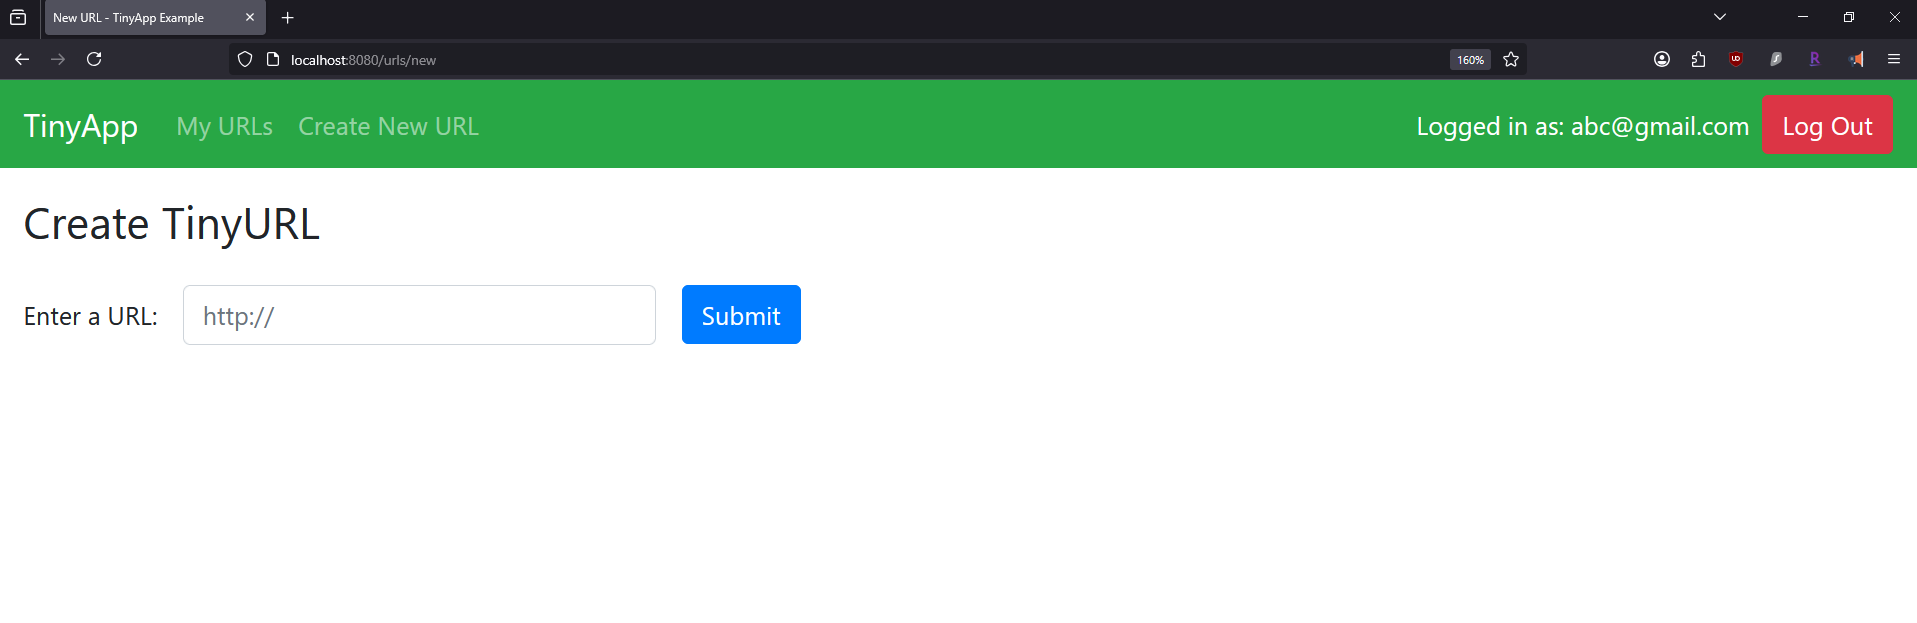 New URL - TinyApp Example
localhost:8080/urls/new
160%
TinyApp My URLs Create New URL Logged in as: abc@gmail.com Log Out
Create TinyURL
Enter a URL: http:// Submit